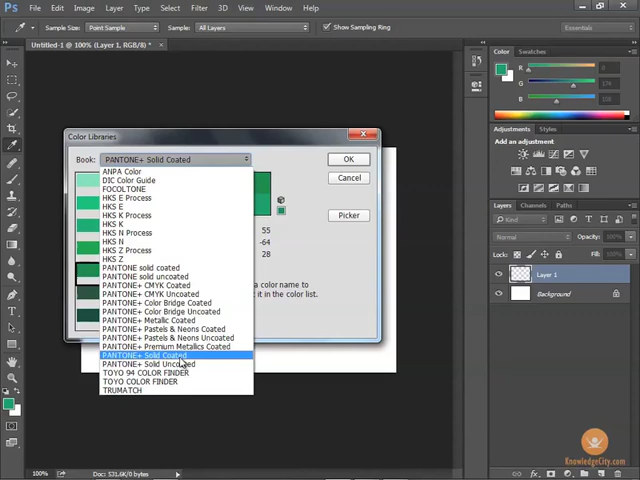 Ps File Edit Image Layer Type Select Filter 3D View Window Help
Sample Size: Point Sample Sample: All Layers Show Sampling Ring Essentials
Untitled-1 @ 100% (Layer 1, RGB/8) * ×
Color Swatches
R 0
G 174
B 108
Color Libraries
Book: PANTONE+ Solid Coated OK
Cancel
Picker
ANPA Color
DIC Color Guide
FOCOLTONE
HKS E Process
HKS E
HKS K Process
HKS K
HKS N Process
HKS N
HKS Z Process
HKS Z
PANTONE solid coated
PANTONE solid uncoated
PANTONE+ CMYK Coated
PANTONE+ CMYK Uncoated
PANTONE+ Color Bridge Coated
PANTONE+ Color Bridge Uncoated
PANTONE+ Metallic Coated
PANTONE+ Pastels & Neons Coated
PANTONE+ Pastels & Neons Uncoated
PANTONE+ Premium Metallics Coated
PANTONE+ Solid Coated
PANTONE+ Solid Uncoated
TOYO 94 COLOR FINDER
TOYO COLOR FINDER
TRUMATCH
55
-64
28
a color name to
it in the color list.
Adjustments Styles
Add an adjustment
Layers Channels Paths
Kind
Normal Opacity: 100%
Lock: Fill: 100%
Layer 1
Background
KnowledgeCity.com
100% Doc: 531.6K/0 bytes